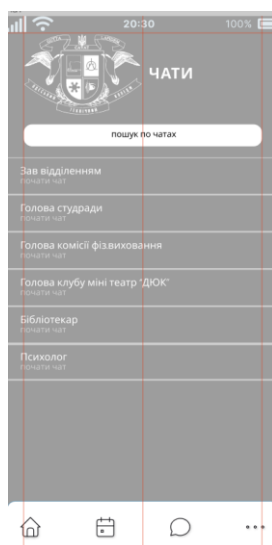 20:30
100%
ЧАТИ
пошук по чатах
Зав відділенням
почати чат
Голова студради
почати чат
Голова комісії фіз.виховання
почати чат
Голова клубу міні театр "ДЮК"
почати чат
Бібліотекар
почати чат
Психолог
почати чат